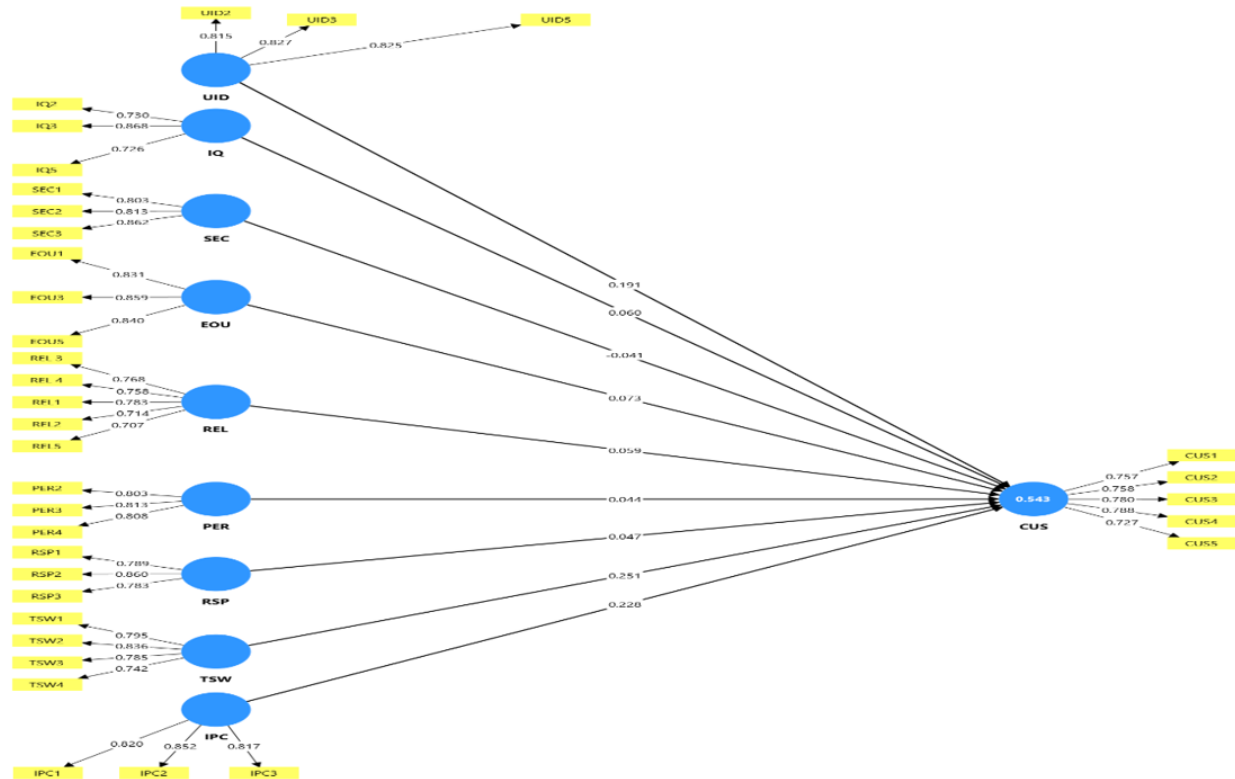 UID2
UID3
UID5
0.815
0.827
0.825
UID
IQ2
IQ3
IQ5
0.730
0.868
0.726
IQ
SEC1
SEC2
SEC3
0.803
0.813
0.862
SEC
EOU1
EOU3
EOU5
0.831
0.859
0.840
EOU
REL 3
REL 4
REL1
REL2
REL5
0.768
0.758
0.783
0.714
0.707
REL
PER2
PER3
PER4
0.803
0.813
0.808
PER
RSP1
RSP2
RSP3
0.789
0.860
0.783
RSP
TSW1
TSW2
TSW3
TSW4
0.795
0.836
0.785
0.742
TSW
IPC
0.820
0.852
0.817
IPC1
IPC2
IPC3
0.191
0.060
-0.041
0.073
0.059
0.044
0.047
0.251
0.228
0.543
CUS
0.757
0.758
0.780
0.788
0.727
CUS1
CUS2
CUS3
CUS4
CUS5